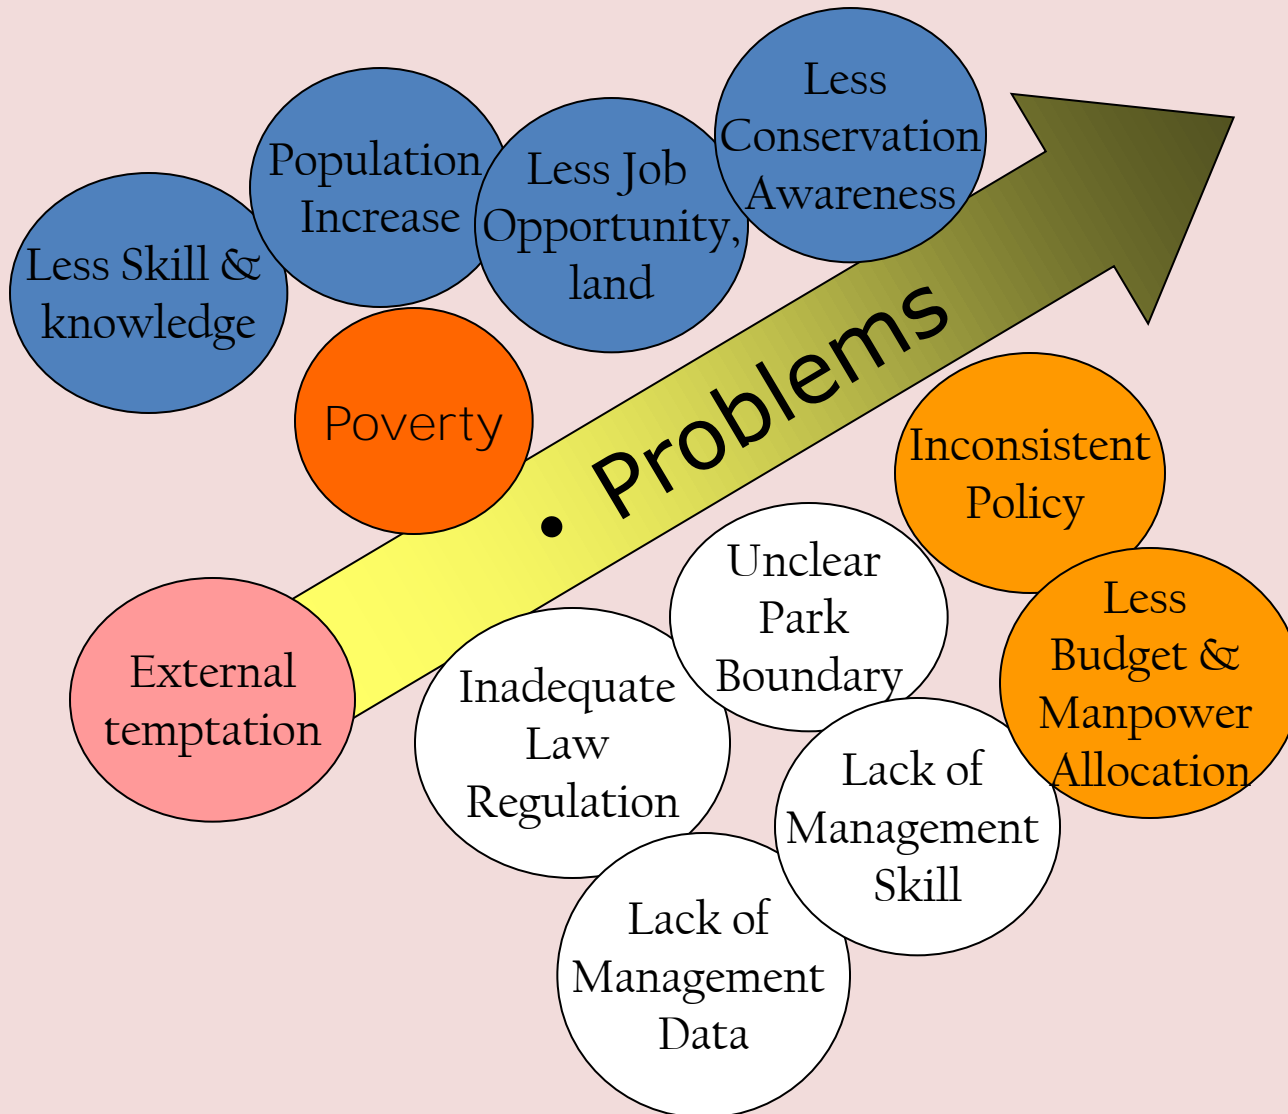 Less
Conservation
Awareness
Population
Increase
Less Job
Opportunity,
land
Less Skill &
knowledge
Poverty
• Problems
Inconsistent
Policy
External
temptation
Inadequate
Law
Regulation
Unclear
Park
Boundary
Less
Budget &
Manpower
Allocation
Lack of
Management
Skill
Lack of
Management
Data